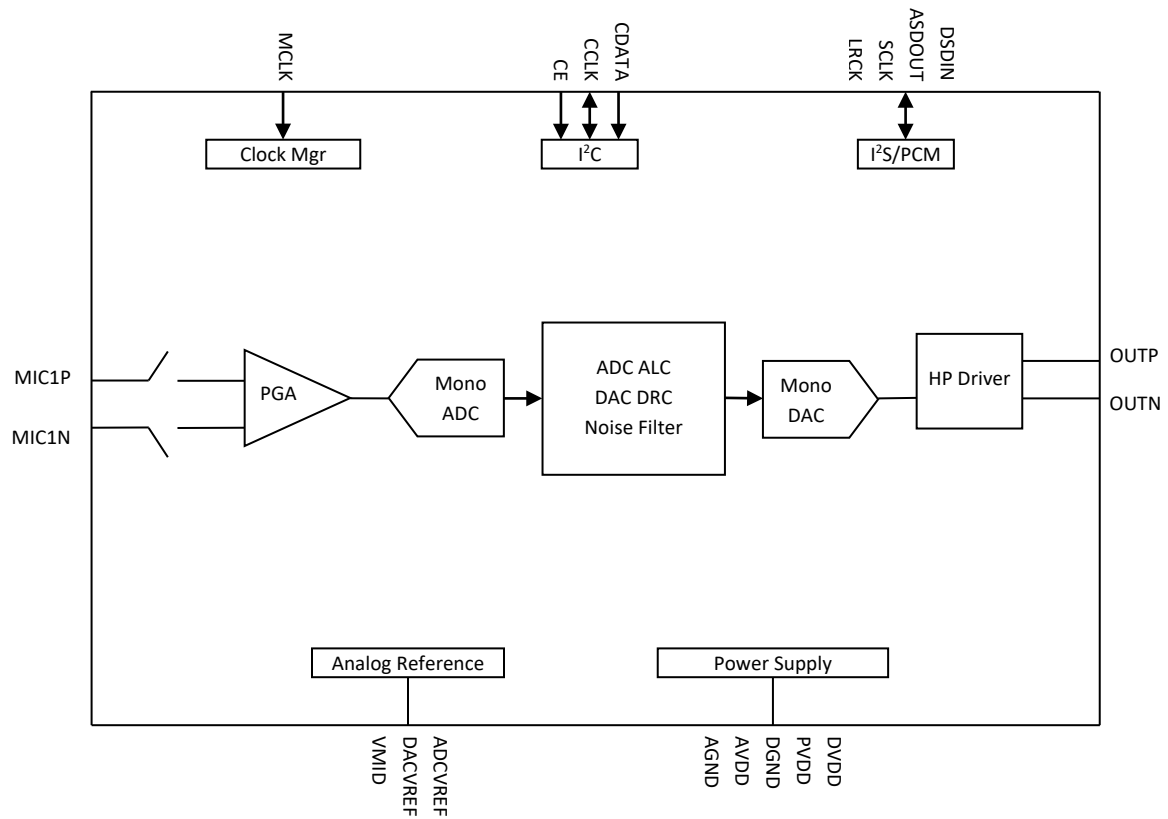 MCLK
CE
CCLK
CDATA
LRCK
SCLK
ASDOUT
DSDIN
Clock Mgr
I²C
I²S/PCM
MIC1P
MIC1N
PGA
Mono
ADC
ADC ALC
DAC DRC
Noise Filter
Mono
DAC
HP Driver
OUTP
OUTN
Analog Reference
Power Supply
VMID
DACVREF
ADCVREF
AGND
AVDD
DGND
PVDD
DVDD